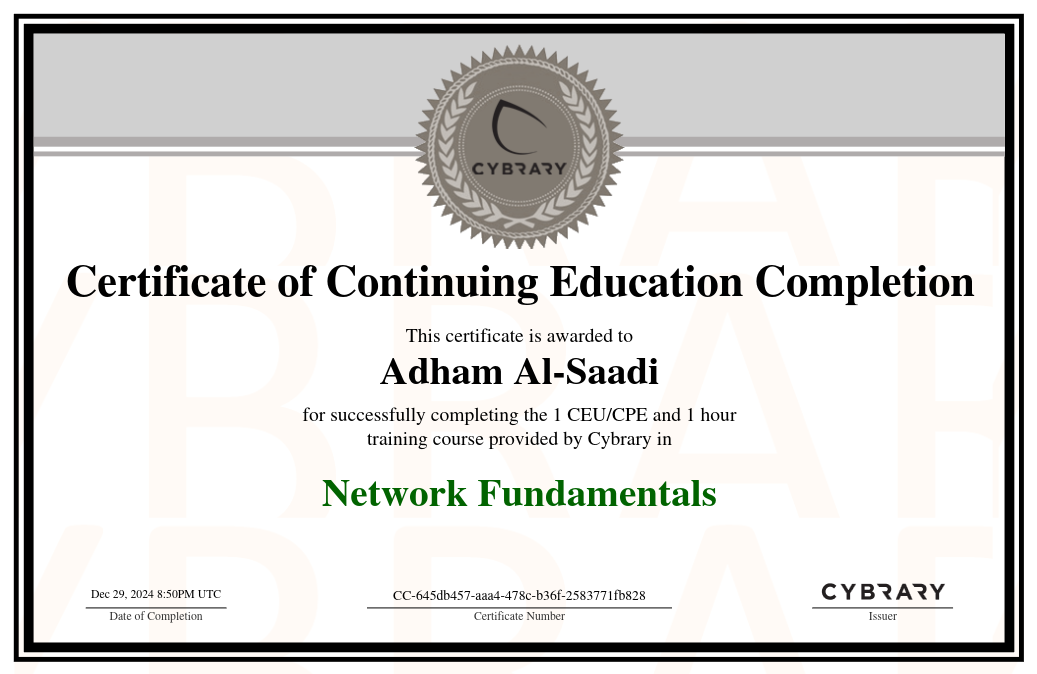 CYBRARY
Certificate of Continuing Education Completion
This certificate is awarded to
Adham Al-Saadi
for successfully completing the 1 CEU/CPE and 1 hour
training course provided by Cybrary in
Network Fundamentals
Dec 29, 2024 8:50PM UTC
Date of Completion
CC-645db457-aaa4-478c-b36f-2583771fb828
Certificate Number
CYBRARY
Issuer